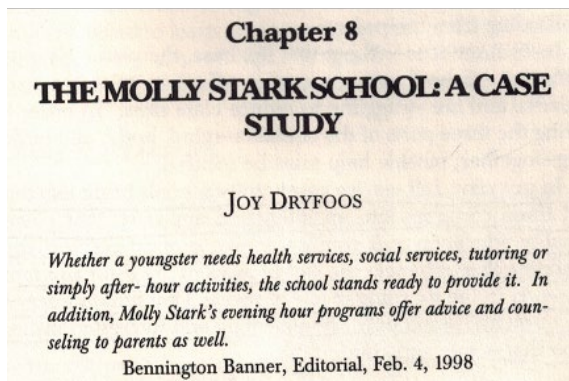 Chapter 8
THE MOLLY STARK SCHOOL: A CASE
STUDY
JOY DRYFOOS
Whether a youngster needs health services, social services, tutoring or
simply after- hour activities, the school stands ready to provide it. In
addition, Molly Stark's evening hour programs offer advice and coun-
seling to parents as well.
Bennington Banner, Editorial, Feb. 4, 1998